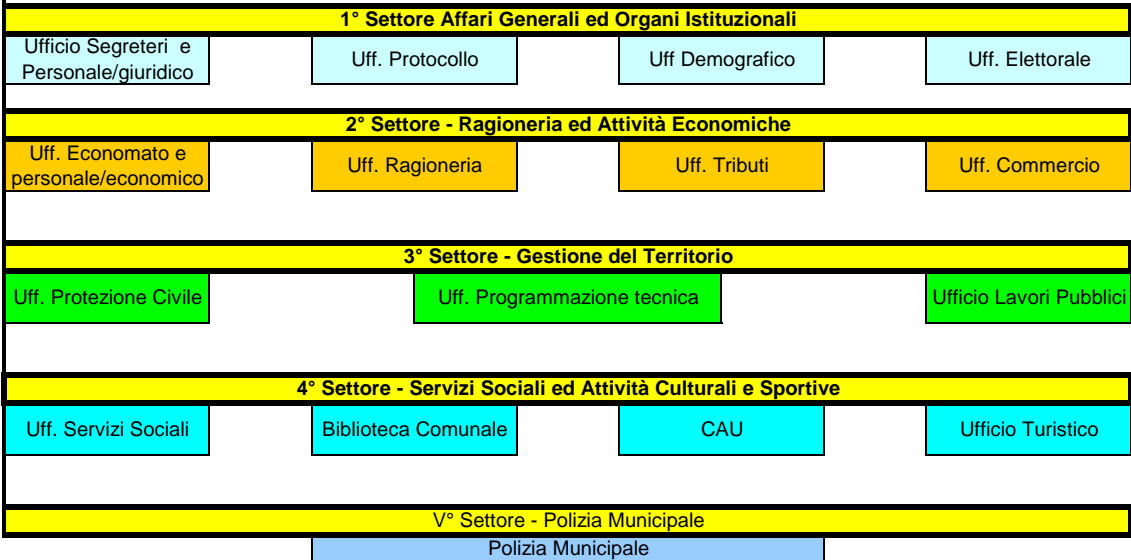 1° Settore Affari Generali ed Organi Istituzionali
Ufficio Segreteri e
Personale/giuridico
Uff. Protocollo
Uff Demografico
Uff. Elettorale
2° Settore - Ragioneria ed Attività Economiche
Uff. Economato e
personale/economico
Uff. Ragioneria
Uff. Tributi
Uff. Commercio
3° Settore - Gestione del Territorio
Uff. Protezione Civile
Uff. Programmazione tecnica
Ufficio Lavori Pubblici
4° Settore - Servizi Sociali ed Attività Culturali e Sportive
Uff. Servizi Sociali
Biblioteca Comunale
CAU
Ufficio Turistico
V° Settore - Polizia Municipale
Polizia Municipale